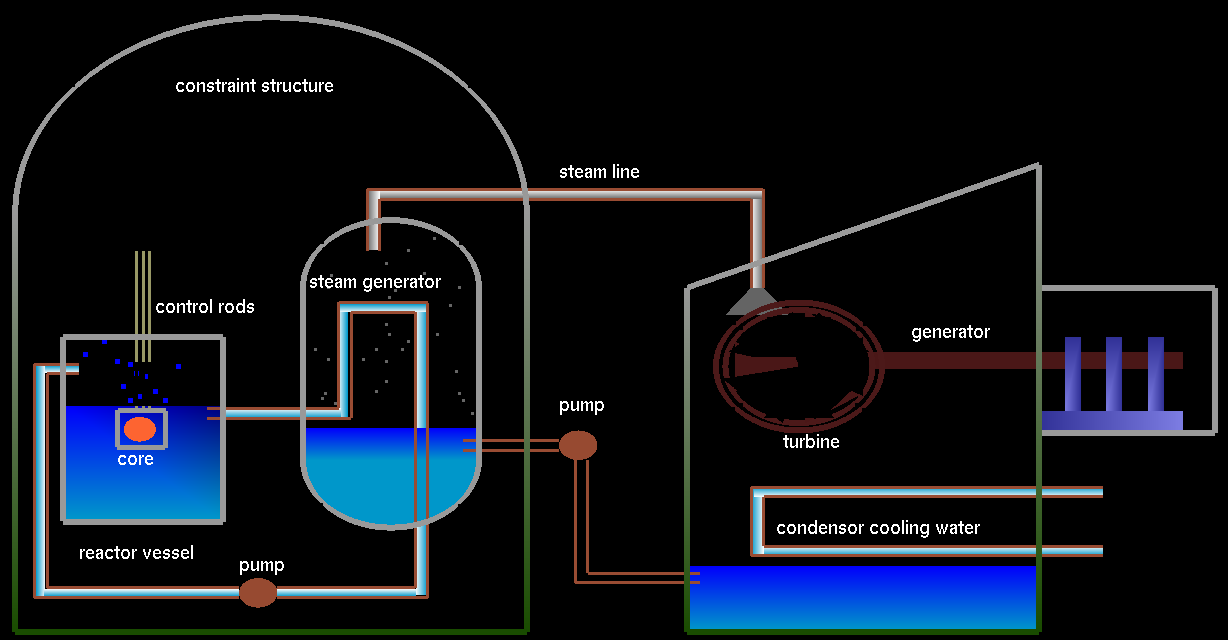 constraint structure
steam line
steam generator
control rods
generator
pump
turbine
core
condensor cooling water
reactor vessel
pump